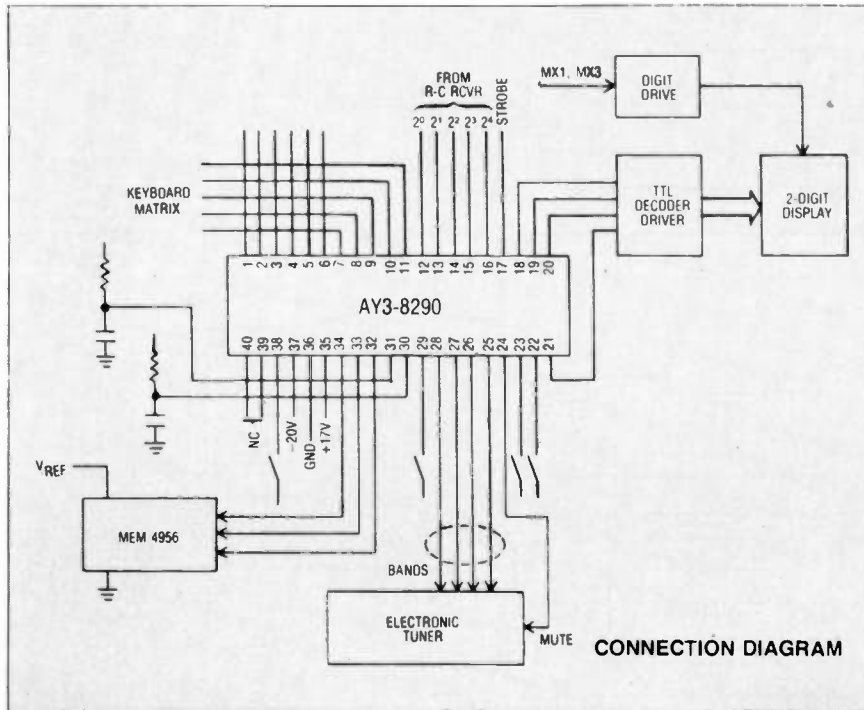 FROM
R-C RCVR
2⁰ 2¹ 2² 2³ 2⁴ STROBE
MX1, MX3
DIGIT
DRIVE
KEYBOARD
MATRIX
TTL
DECODER
DRIVER
2-DIGIT
DISPLAY
1 2 3 4 5 6 7 8 9 10 11 12 13 14 15 16 17 18 19 20
AY3-8290
40 39 38 37 36 35 34 33 32 31 30 29 28 27 26 25 24 23 22 21
NC
-20V
GND
+17V
VREF
MEM 4956
BANDS
ELECTRONIC
TUNER
MUTE
CONNECTION DIAGRAM